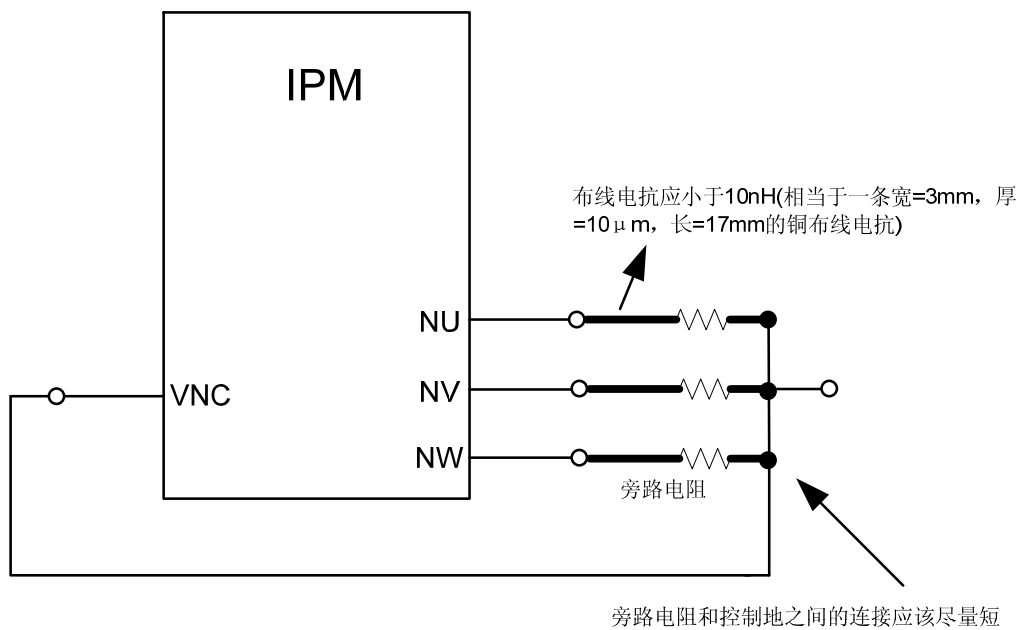 IPM
布线电抗应小于10nH(相当于一条宽=3mm，厚
=10μm，长=17mm的铜布线电抗)
NU
VNC
NV
NW
旁路电阻
旁路电阻和控制地之间的连接应该尽量短